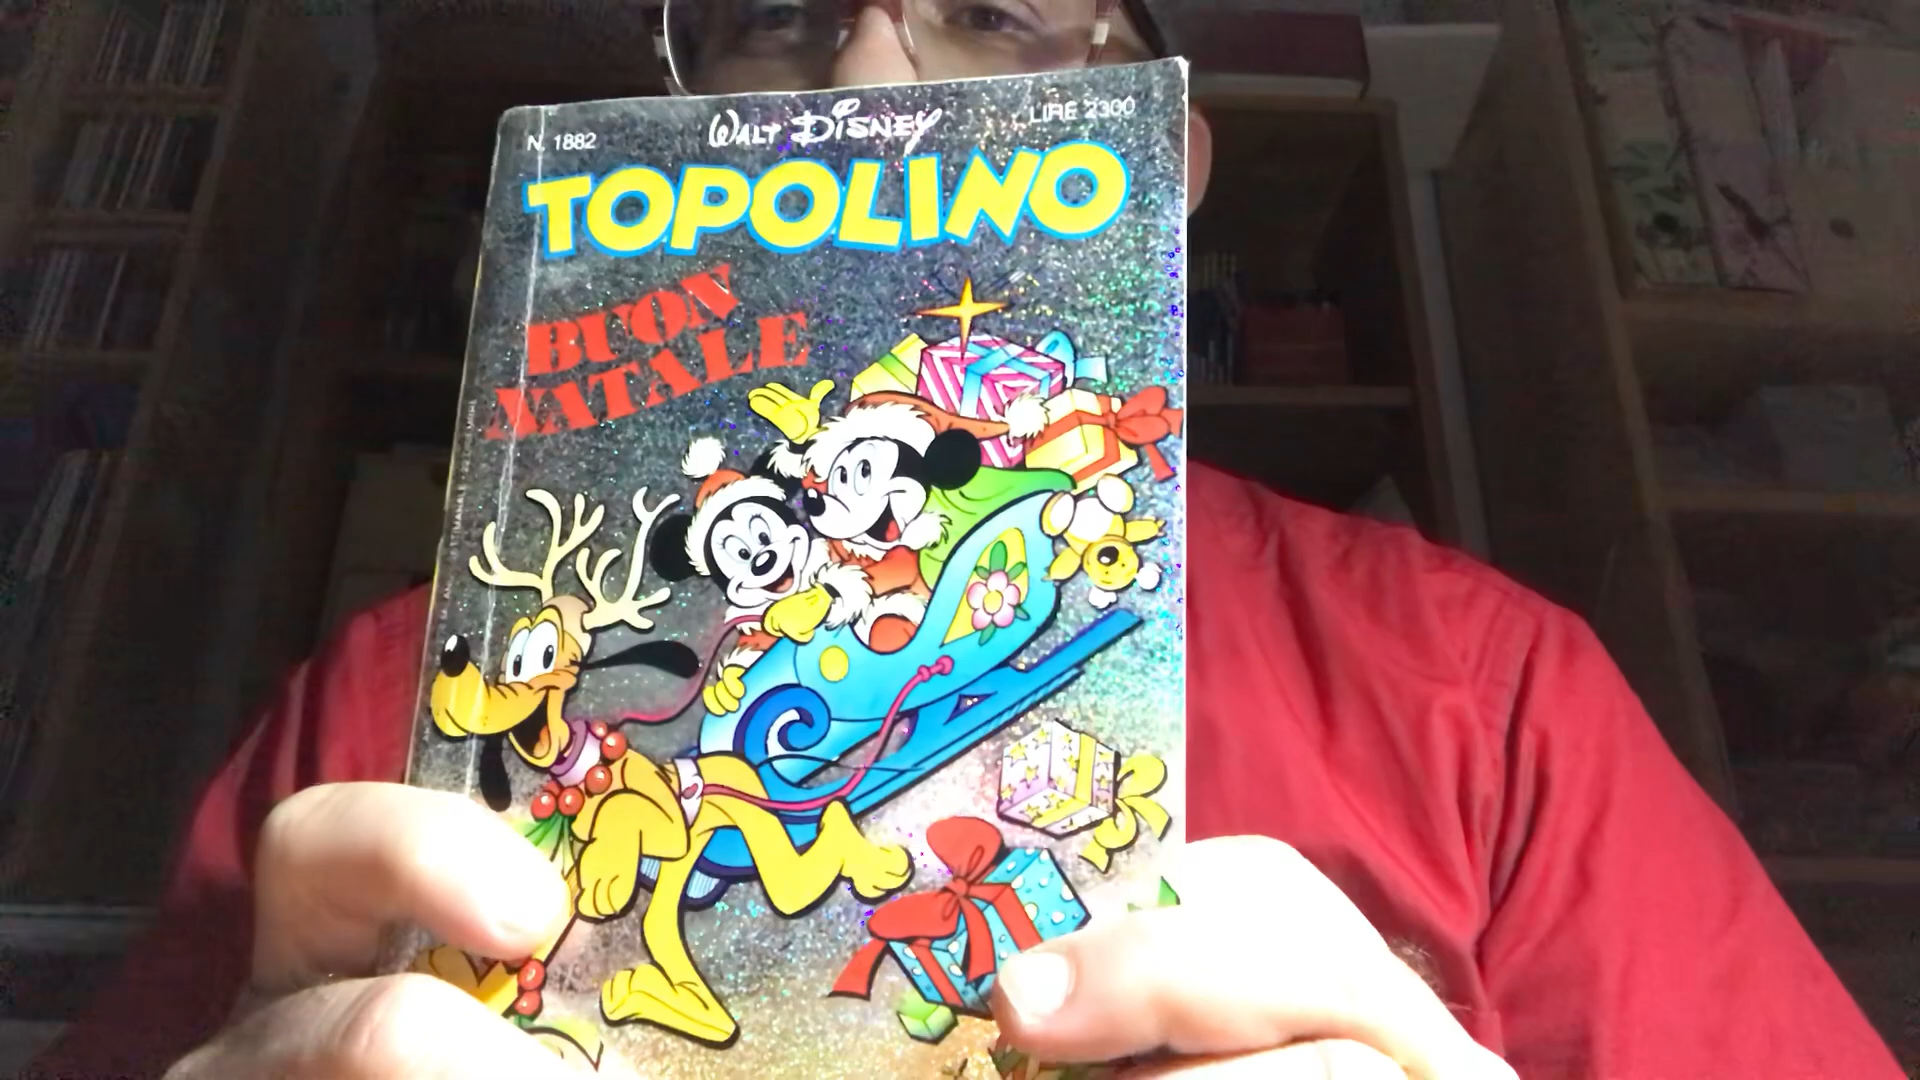 N. 1882
WALT DISNEY
LIRE 2300
TOPOLINO
BUON
NATALE